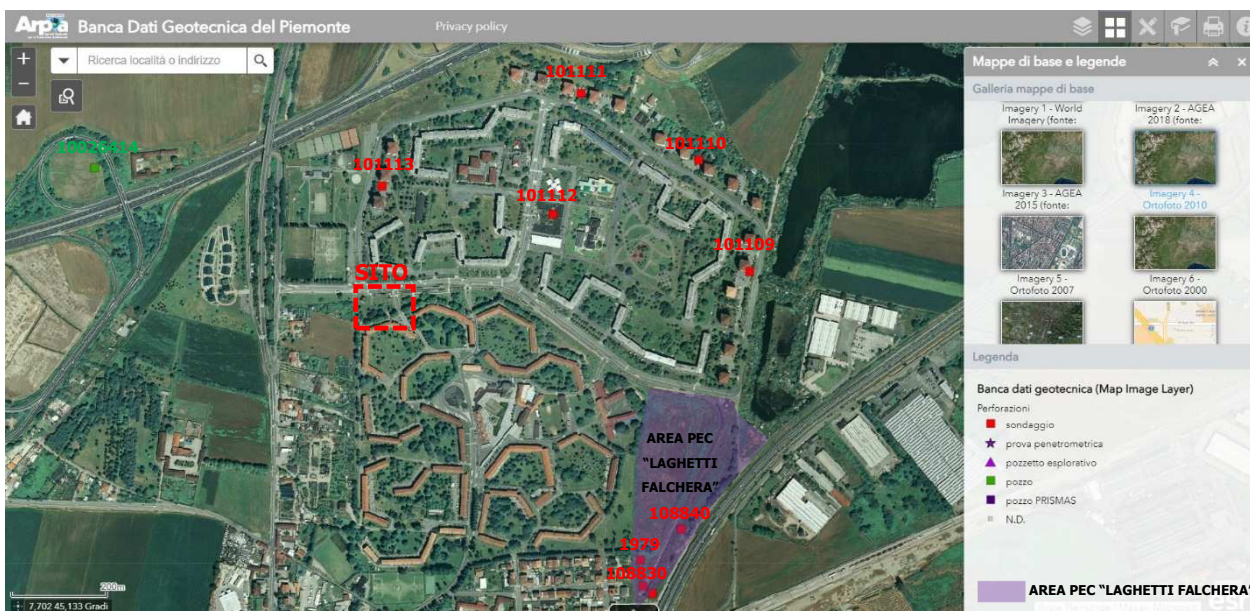 Arpa Banca Dati Geotecnica del Piemonte
Privacy policy
Ricerca località o indirizzo
Mappe di base e legende
Galleria mappe di base
Imagery 1 - World
Imagery (fonte:
Imagery 2 - AGEA
2018 (fonte:
Imagery 3 - AGEA
2015 (fonte:
Imagery 4 -
Ortofoto 2010
Imagery 5 -
Ortofoto 2007
Imagery 6 -
Ortofoto 2000
Legenda
Banca dati geotecnica (Map Image Layer)
Perforazioni
sondaggio
prova penetrometrica
pozzetto esplorativo
pozzo
pozzo PRISMAS
N.D.
AREA PEC "LAGHETTI FALCHERA"
101111
101110
10026414
101113
101112
101109
SITO
AREA PEC
"LAGHETTI
FALCHERA"
108840
1979
108830
200m
7,702 45,133 Gradi